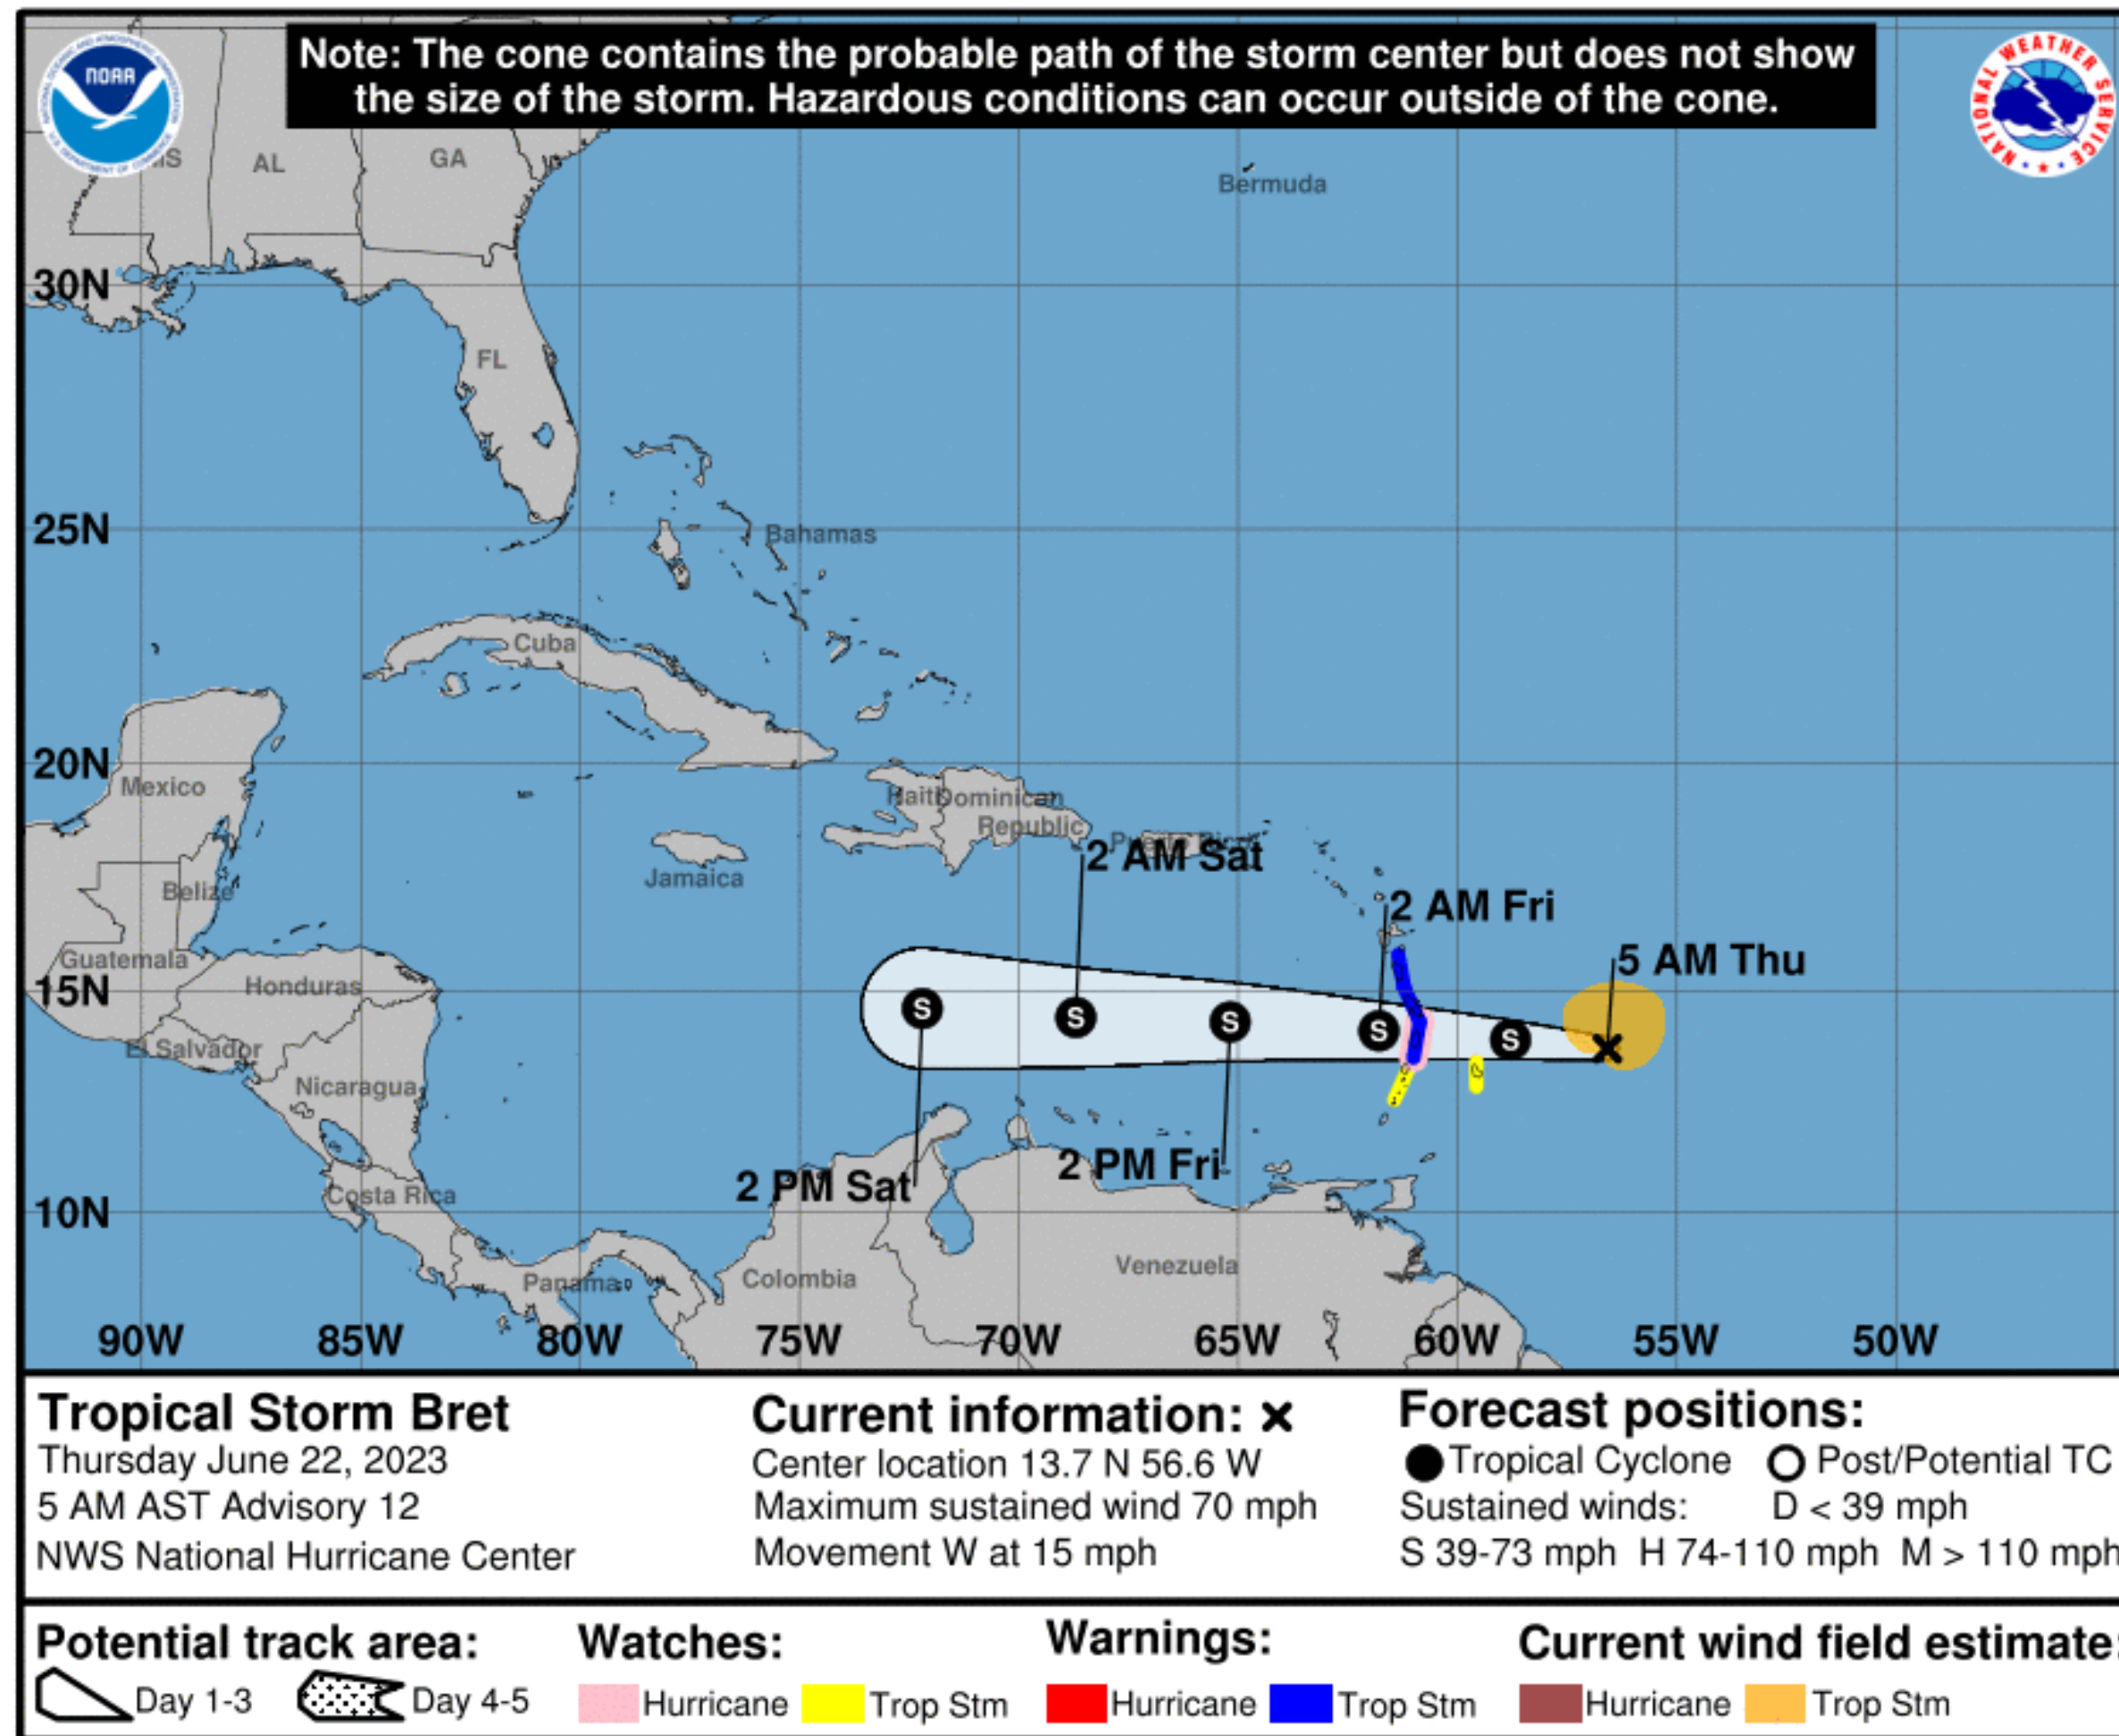 Note: The cone contains the probable path of the storm center but does not show
the size of the storm. Hazardous conditions can occur outside of the cone.
NOAA
NATIONAL WEATHER SERVICE
MS
AL
GA
Bermuda
30N
FL
25N
Bahamas
Cuba
20N
Mexico
Haiti
Dominican
Republic
Puerto Rico
2 AM Sat
Jamaica
Belize
2 AM Fri
Guatemala
5 AM Thu
Honduras
15N
S S S S S
El Salvador
Nicaragua
2 PM Fri
2 PM Sat
Costa Rica
10N
Venezuela
Panama
Colombia
90W 85W 80W 75W 70W 65W 60W 55W 50W
Tropical Storm Bret
Thursday June 22, 2023
5 AM AST Advisory 12
NWS National Hurricane Center
Current information: x
Center location 13.7 N 56.6 W
Maximum sustained wind 70 mph
Movement W at 15 mph
Forecast positions:
Tropical Cyclone Post/Potential TC
Sustained winds: D < 39 mph
S 39-73 mph H 74-110 mph M > 110 mph
Potential track area:
Day 1-3 Day 4-5
Watches:
Hurricane Trop Stm
Warnings:
Hurricane Trop Stm
Current wind field estimate:
Hurricane Trop Stm